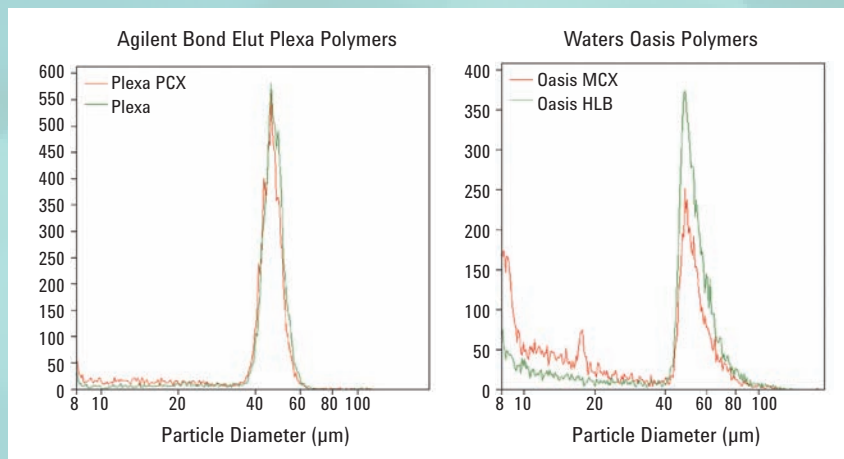 Agilent Bond Elut Plexa Polymers
600
550
500
450
400
350
300
250
200
150
100
50
0
Plexa PCX
Plexa
8 10 20 40 60 80 100
Particle Diameter (µm)
Waters Oasis Polymers
400
350
300
250
200
150
100
50
0
Oasis MCX
Oasis HLB
8 10 20 40 60 80 100
Particle Diameter (µm)